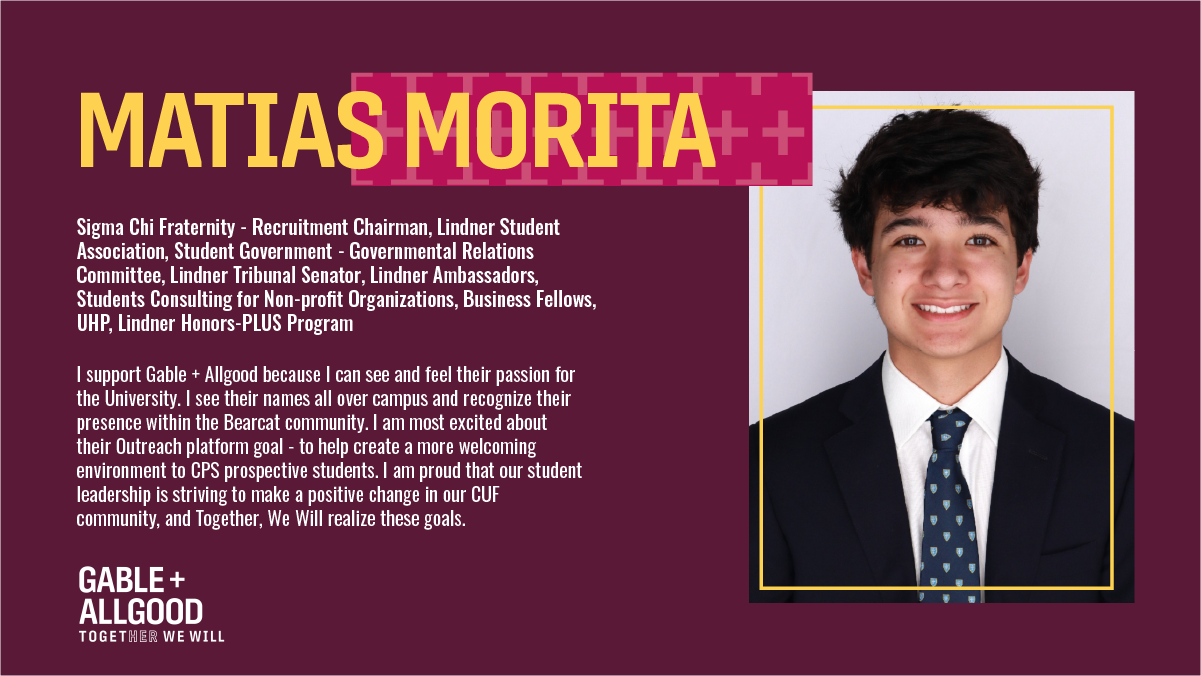 MATIAS MORITA
Sigma Chi Fraternity - Recruitment Chairman, Lindner Student
Association, Student Government - Governmental Relations
Committee, Lindner Tribunal Senator, Lindner Ambassadors,
Students Consulting for Non-profit Organizations, Business Fellows,
UHP, Lindner Honors-PLUS Program
I support Gable + Allgood because I can see and feel their passion for
the University. I see their names all over campus and recognize their
presence within the Bearcat community. I am most excited about
their Outreach platform goal - to help create a more welcoming
environment to CPS prospective students. I am proud that our student
leadership is striving to make a positive change in our CUF
community, and Together, We Will realize these goals.
GABLE +
ALLGOOD
TOGETHER WE WILL